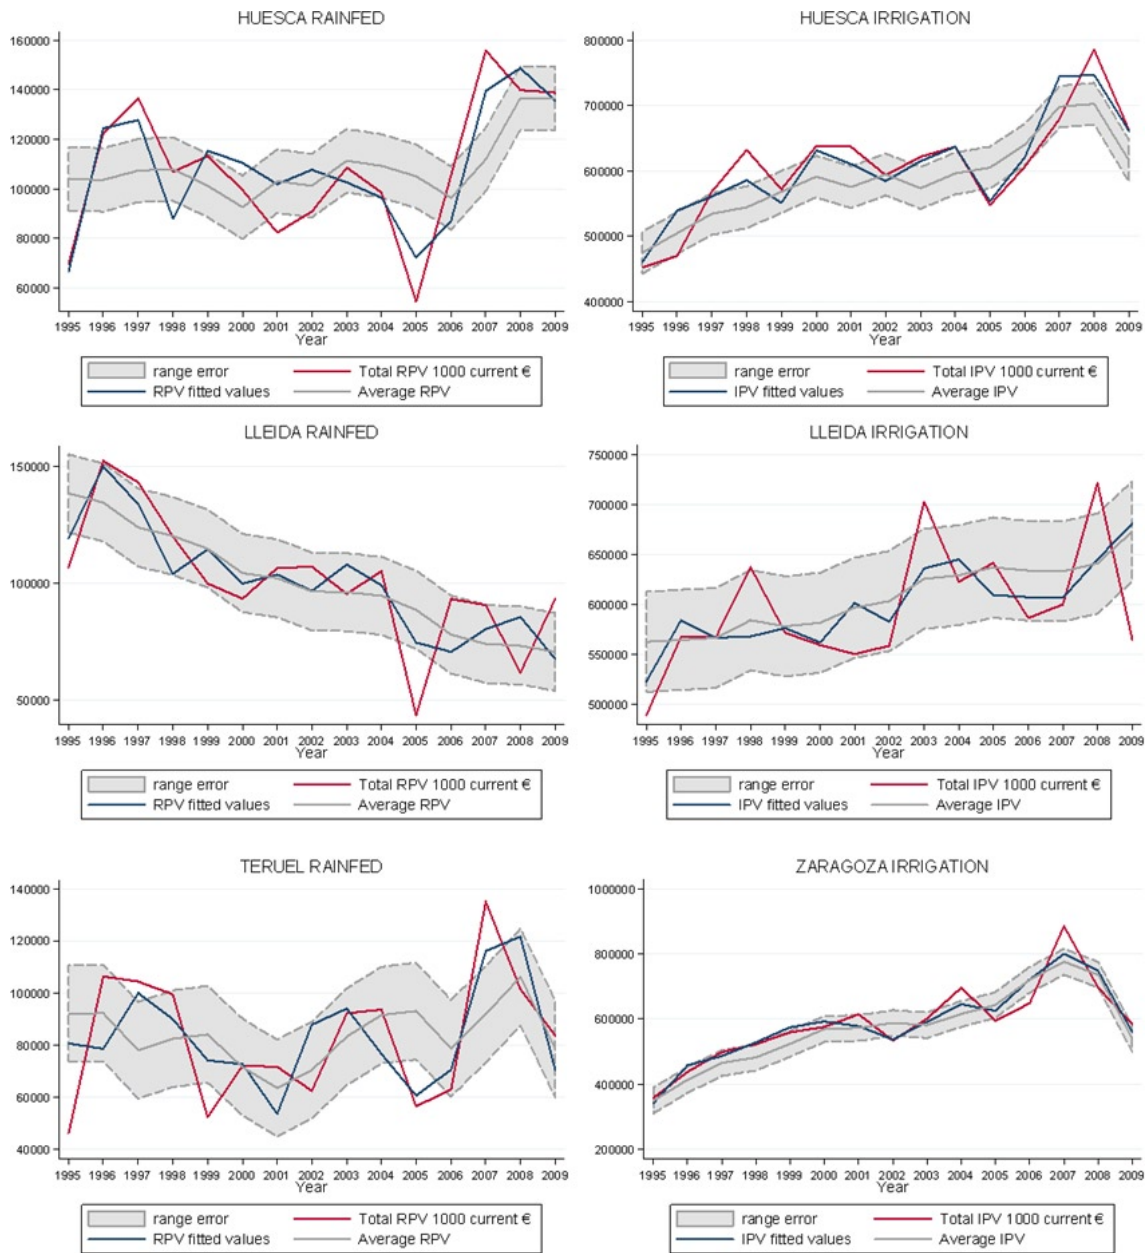 HUESCA RAINFED
160000
140000
120000
100000
80000
60000
1995 1996 1997 1998 1999 2000 2001 2002 2003 2004 2005 2006 2007 2008 2009
Year
range error Total RPV 1000 current €
RPV fitted values Average RPV
HUESCA IRRIGATION
800000
700000
600000
500000
400000
1995 1996 1997 1998 1999 2000 2001 2002 2003 2004 2005 2006 2007 2008 2009
Year
range error Total IPV 1000 current €
IPV fitted values Average IPV
LLEIDA RAINFED
150000
100000
50000
1995 1996 1997 1998 1999 2000 2001 2002 2003 2004 2005 2006 2007 2008 2009
Year
range error Total RPV 1000 current €
RPV fitted values Average RPV
LLEIDA IRRIGATION
750000
700000
650000
600000
550000
500000
1995 1996 1997 1998 1999 2000 2001 2002 2003 2004 2005 2006 2007 2008 2009
Year
range error Total IPV 1000 current €
IPV fitted values Average IPV
TERUEL RAINFED
140000
120000
100000
80000
60000
40000
1995 1996 1997 1998 1999 2000 2001 2002 2003 2004 2005 2006 2007 2008 2009
Year
range error Total RPV 1000 current €
RPV fitted values Average RPV
ZARAGOZA IRRIGATION
1000000
800000
600000
400000
200000
1995 1996 1997 1998 1999 2000 2001 2002 2003 2004 2005 2006 2007 2008 2009
Year
range error Total IPV 1000 current €
IPV fitted values Average IPV